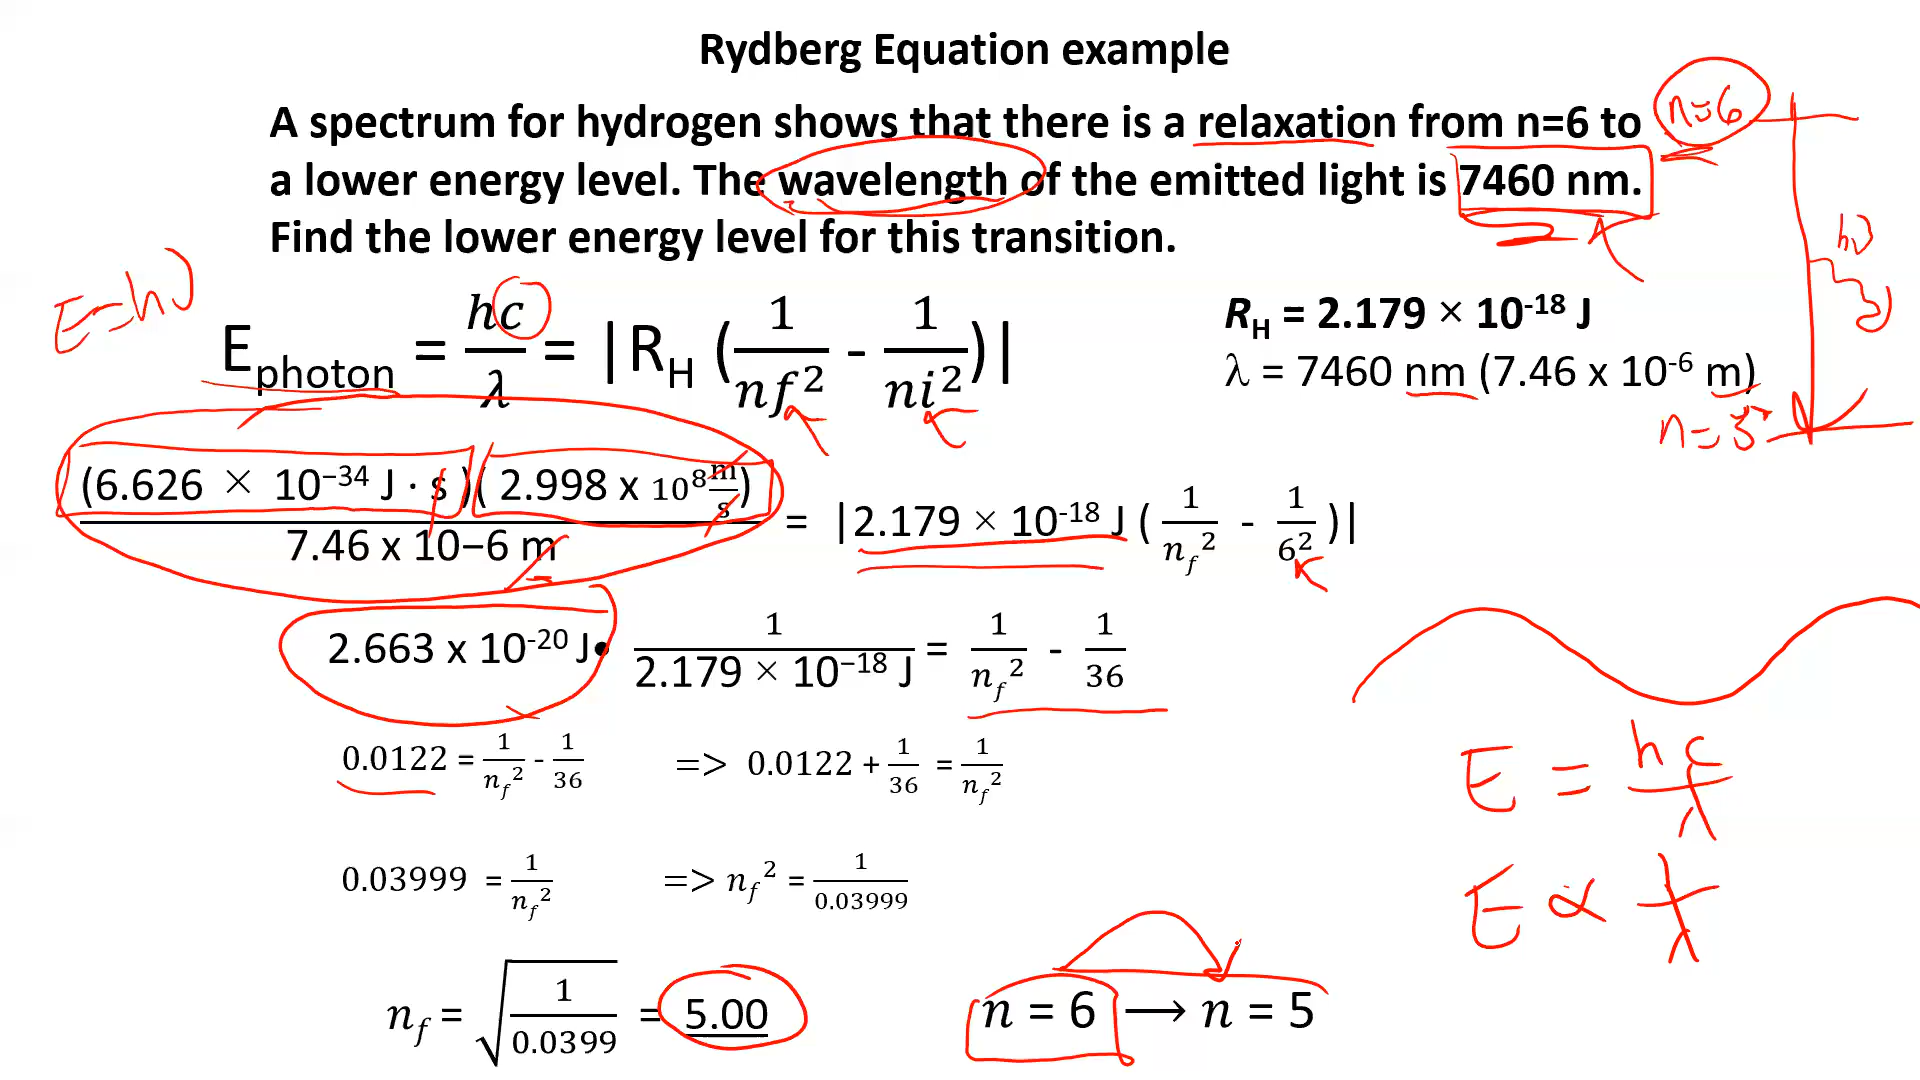 Rydberg Equation example
A spectrum for hydrogen shows that there is a relaxation from n=6 to
a lower energy level. The wavelength of the emitted light is 7460 nm.
Find the lower energy level for this transition.
n=6
hν
E=hν
E_photon = hc/λ = |R_H (1/nf² - 1/ni²)|
R_H = 2.179 × 10⁻¹⁸ J
λ = 7460 nm (7.46 x 10⁻⁶ m)
(6.626 × 10⁻³⁴ J · s)(2.998 x 10⁸ m/s) / 7.46 x 10−6 m = |2.179 × 10⁻¹⁸ J (1/n_f² - 1/6²)|
2.663 x 10⁻²⁰ J• 1/(2.179 × 10⁻¹⁸ J) = 1/n_f² - 1/36
0.0122 = 1/n_f² - 1/36 => 0.0122 + 1/36 = 1/n_f²
E = hc/λ
0.03999 = 1/n_f² => n_f² = 1/0.03999
E ∝ 1/λ
n_f = √(1/0.0399) = 5.00
n = 6 ⟶ n = 5